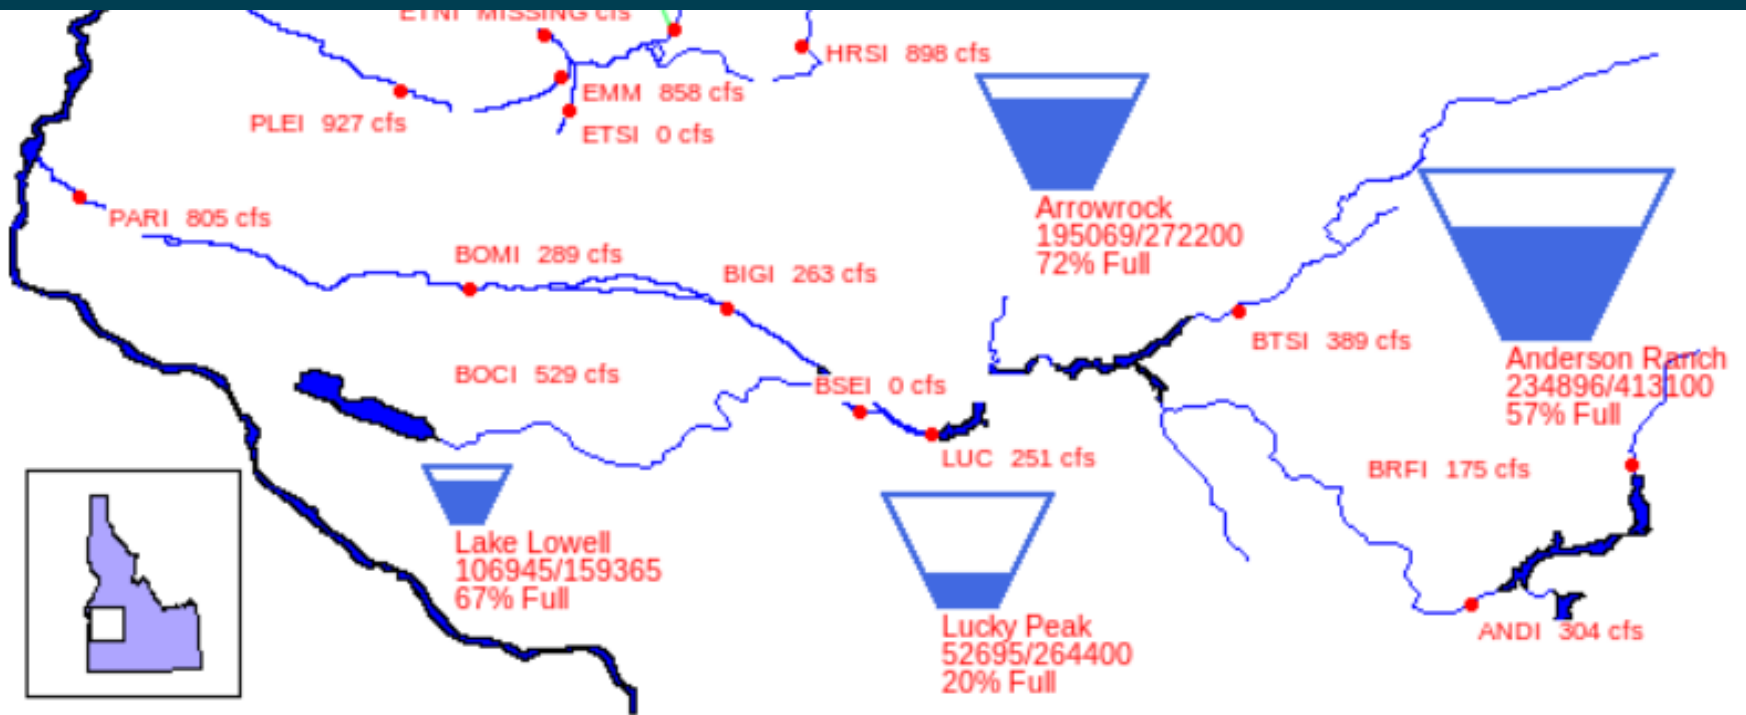 ETNI MISSING cfs
HRSI 898 cfs
EMM 858 cfs
PLEI 927 cfs
ETSI 0 cfs
Arrowrock
195069/272200
72% Full
PARI 805 cfs
BOMI 289 cfs
BIGI 263 cfs
BTSI 389 cfs
Anderson Ranch
234896/413100
57% Full
BOCI 529 cfs
BSEI 0 cfs
LUC 251 cfs
BRFI 175 cfs
Lake Lowell
106945/159365
67% Full
Lucky Peak
52695/264400
20% Full
ANDI 304 cfs